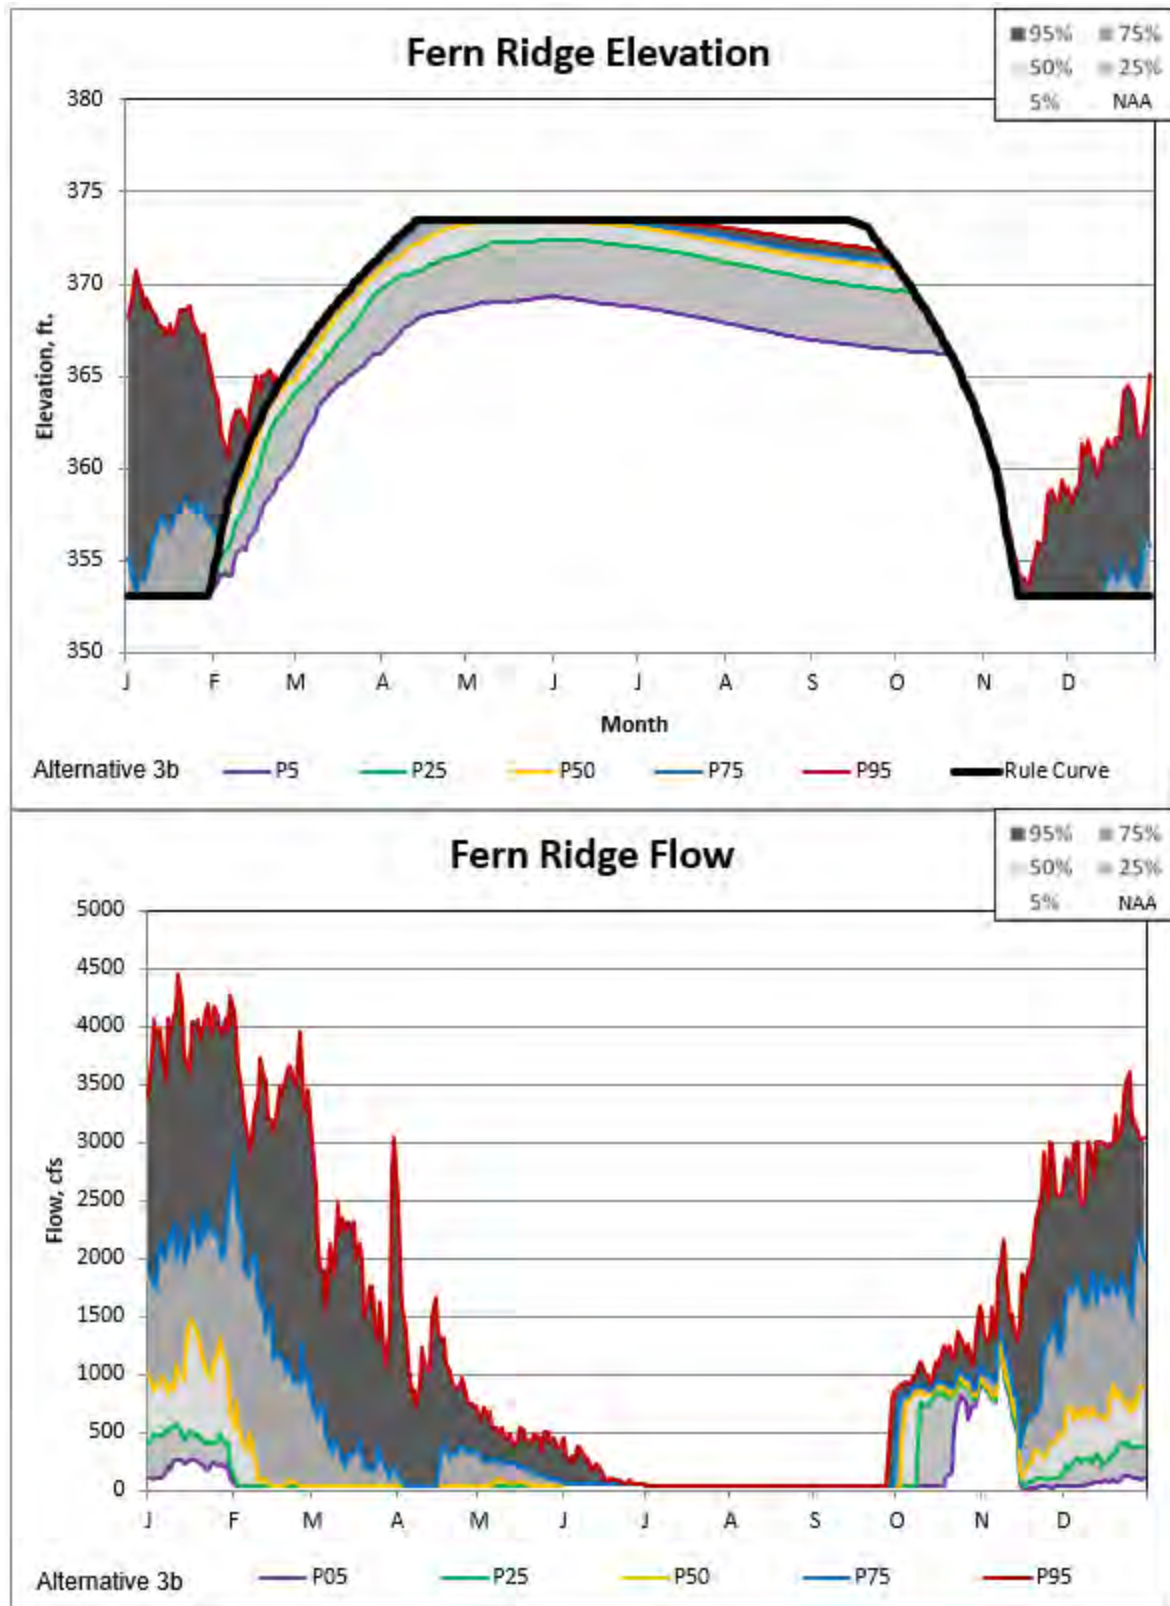 Fern Ridge Elevation
■95% ■75%
■50% ■25%
5% NAA
380
375
370
365
360
355
350
Elevation, ft.
J F M A M J J A S O N D
Month
Alternative 3b P5 P25 P50 P75 P95 Rule Curve
Fern Ridge Flow
■95% ■75%
■50% ■25%
5% NAA
5000
4500
4000
3500
3000
2500
2000
1500
1000
500
0
Flow, cfs
J F M A M J J A S O N D
Alternative 3b P05 P25 P50 P75 P95